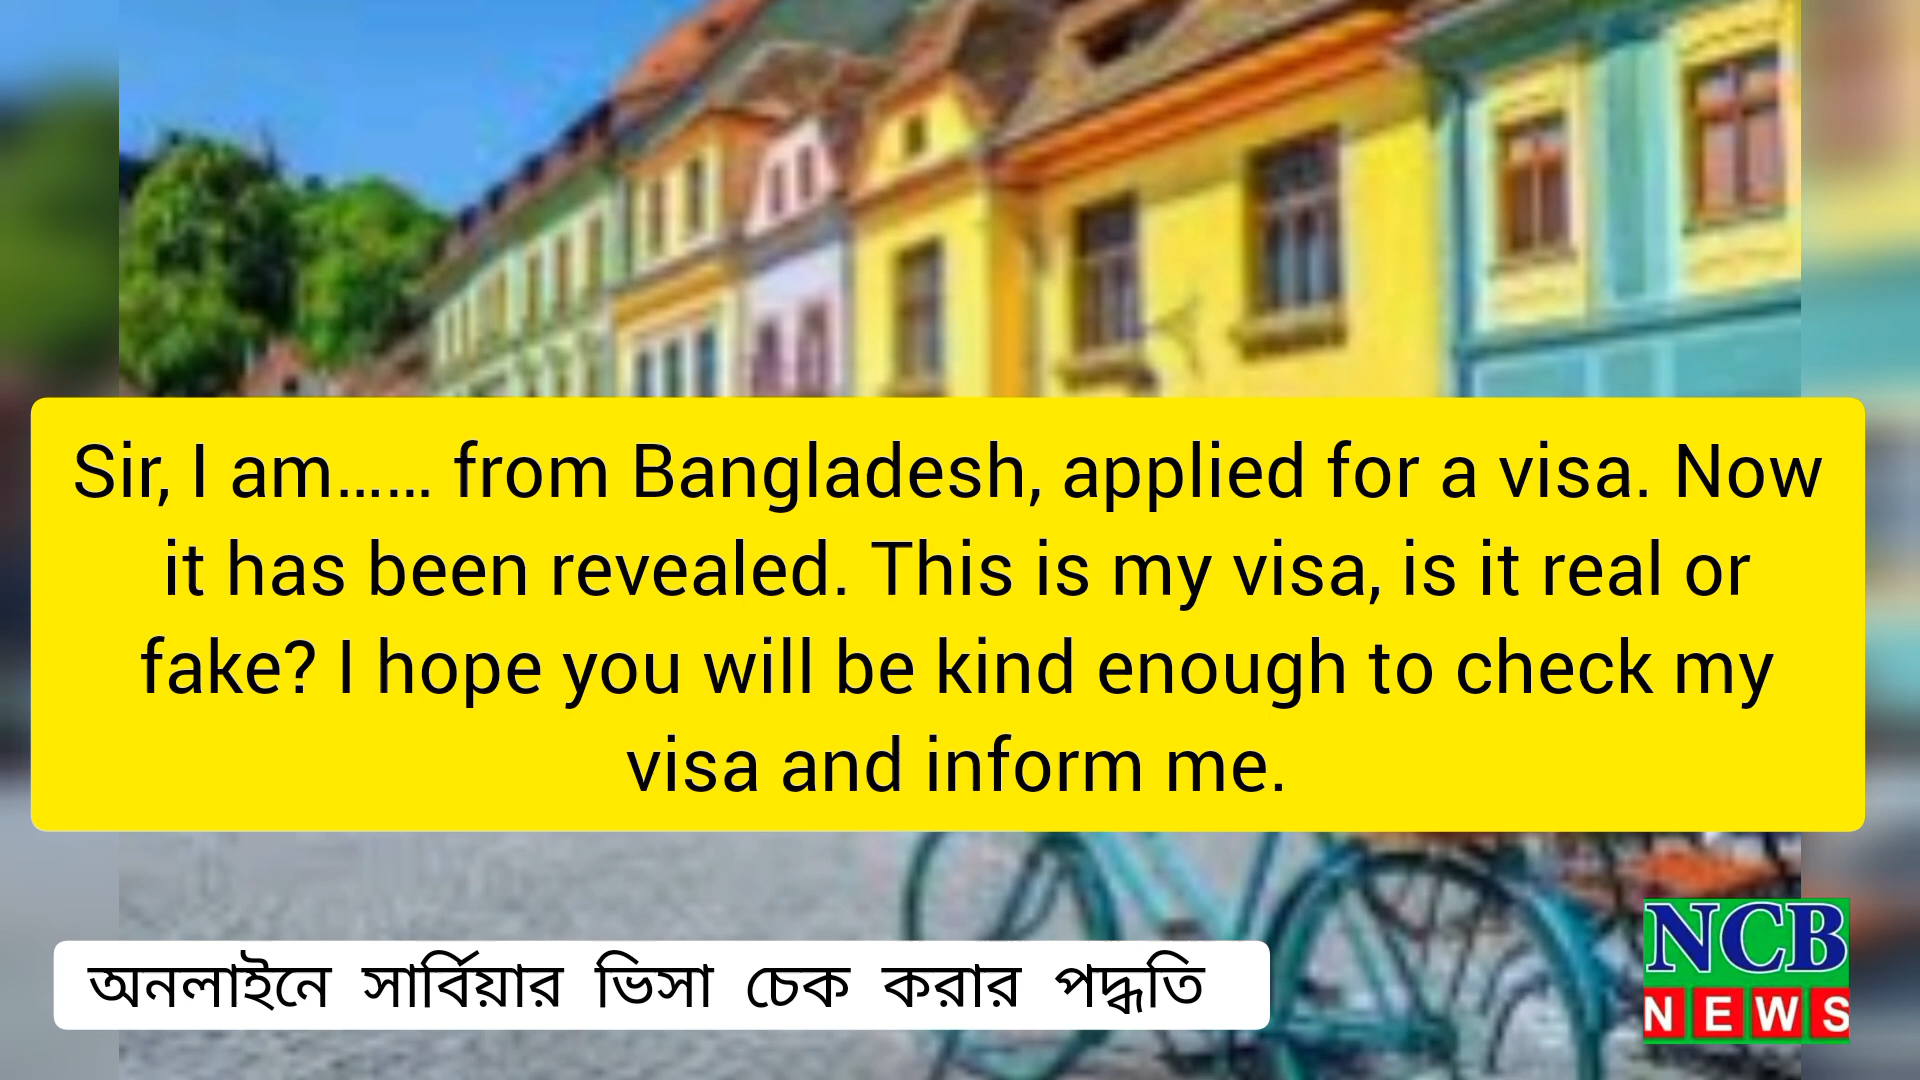 Sir, I am...... from Bangladesh, applied for a visa. Now
it has been revealed. This is my visa, is it real or
fake? I hope you will be kind enough to check my
visa and inform me.
অনলাইনে সার্বিয়ার ভিসা চেক করার পদ্ধতি
NCB
NEWS